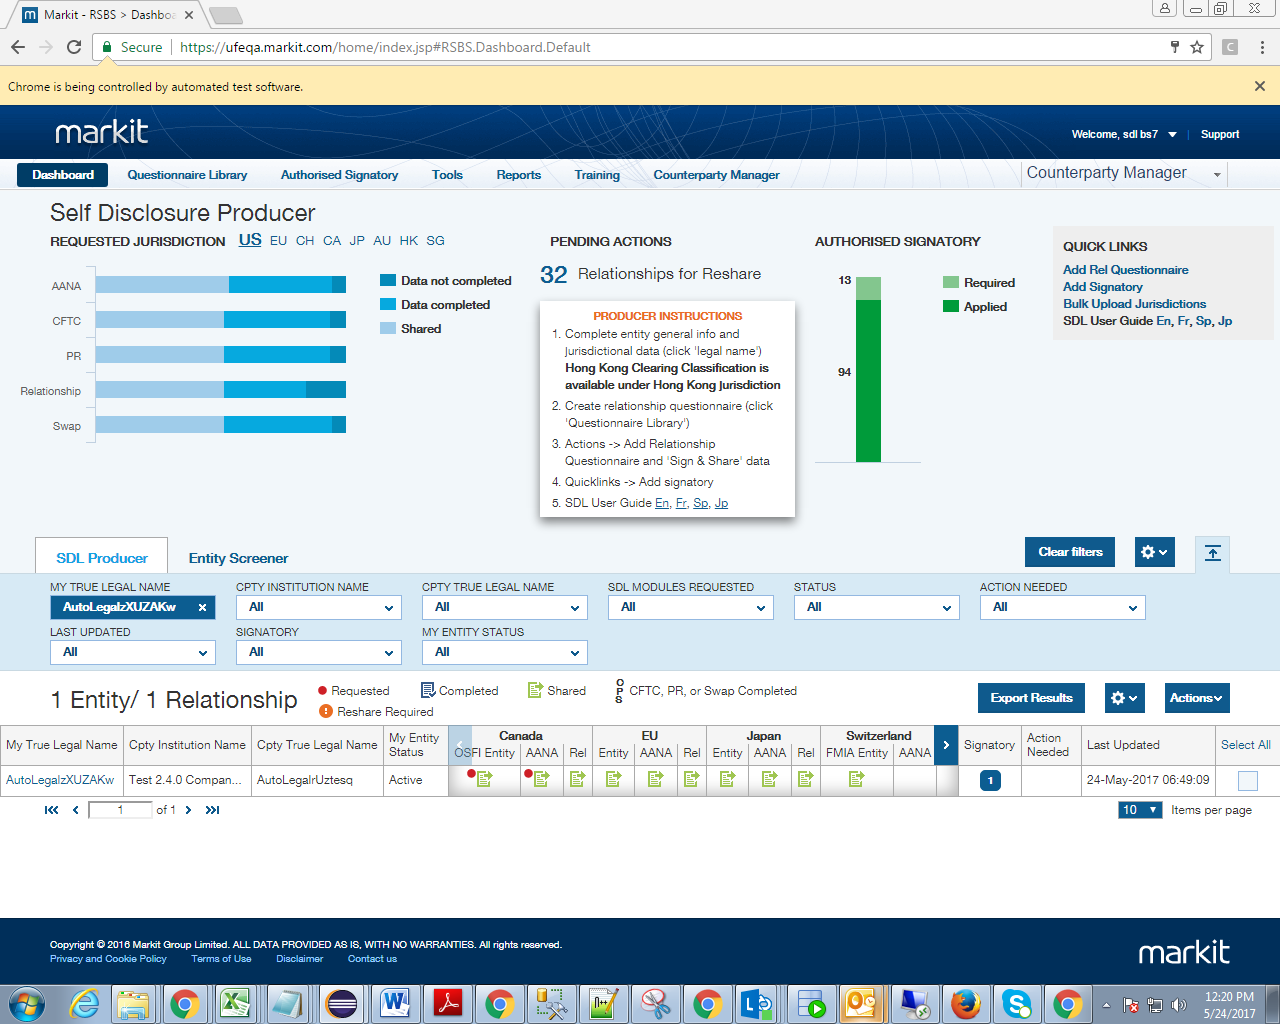 Markit - RSBS > Dashboa
Secure https://ufeqa.markit.com/home/index.jsp#RSBS.Dashboard.Default
Chrome is being controlled by automated test software.
markit
Welcome, sdl bs7 Support
Dashboard Questionnaire Library Authorised Signatory Tools Reports Training Counterparty Manager Counterparty Manager
Self Disclosure Producer
REQUESTED JURISDICTION US EU CH CA JP AU HK SG
AANA
CFTC
PR
Relationship
Swap
Data not completed
Data completed
Shared
PENDING ACTIONS
32 Relationships for Reshare
PRODUCER INSTRUCTIONS
1. Complete entity general info and
jurisdictional data (click 'legal name')
Hong Kong Clearing Classification is
available under Hong Kong Jurisdiction
2. Create relationship questionnaire (click
'Questionnaire Library')
3. Actions -> Add Relationship
Questionnaire and 'Sign & Share' data
4. Quicklinks -> Add signatory
5. SDL User Guide En, Fr, Sp, Jp
AUTHORISED SIGNATORY
13
94
Required
Applied
QUICK LINKS
Add Rel Questionnaire
Add Signatory
Bulk Upload Jurisdictions
SDL User Guide En, Fr, Sp, Jp
SDL Producer Entity Screener
Clear filters
MY TRUE LEGAL NAME CPTY INSTITUTION NAME CPTY TRUE LEGAL NAME SDL MODULES REQUESTED STATUS ACTION NEEDED
AutoLegalzXUZAKw All All All All All
LAST UPDATED SIGNATORY MY ENTITY STATUS
All All All
1 Entity/ 1 Relationship
Requested Completed Shared OPS CFTC, PR, or Swap Completed
Reshare Required
Export Results Actions
My True Legal Name Cpty Institution Name Cpty True Legal Name My Entity Status Canada EU Japan Switzerland Signatory Action Needed Last Updated Select All
OSFI Entity AANA Rel Entity AANA Rel Entity AANA Rel FMIA Entity AANA
AutoLegalzXUZAKw Test 2.4.0 Compan... AutoLegalrUztesq Active 1 24-May-2017 06:49:09
1 of 1 10 Items per page
Copyright © 2016 Markit Group Limited. ALL DATA PROVIDED AS IS, WITH NO WARRANTIES. All rights reserved.
Privacy and Cookie Policy Terms of Use Disclaimer Contact us
markit
12:20 PM
5/24/2017